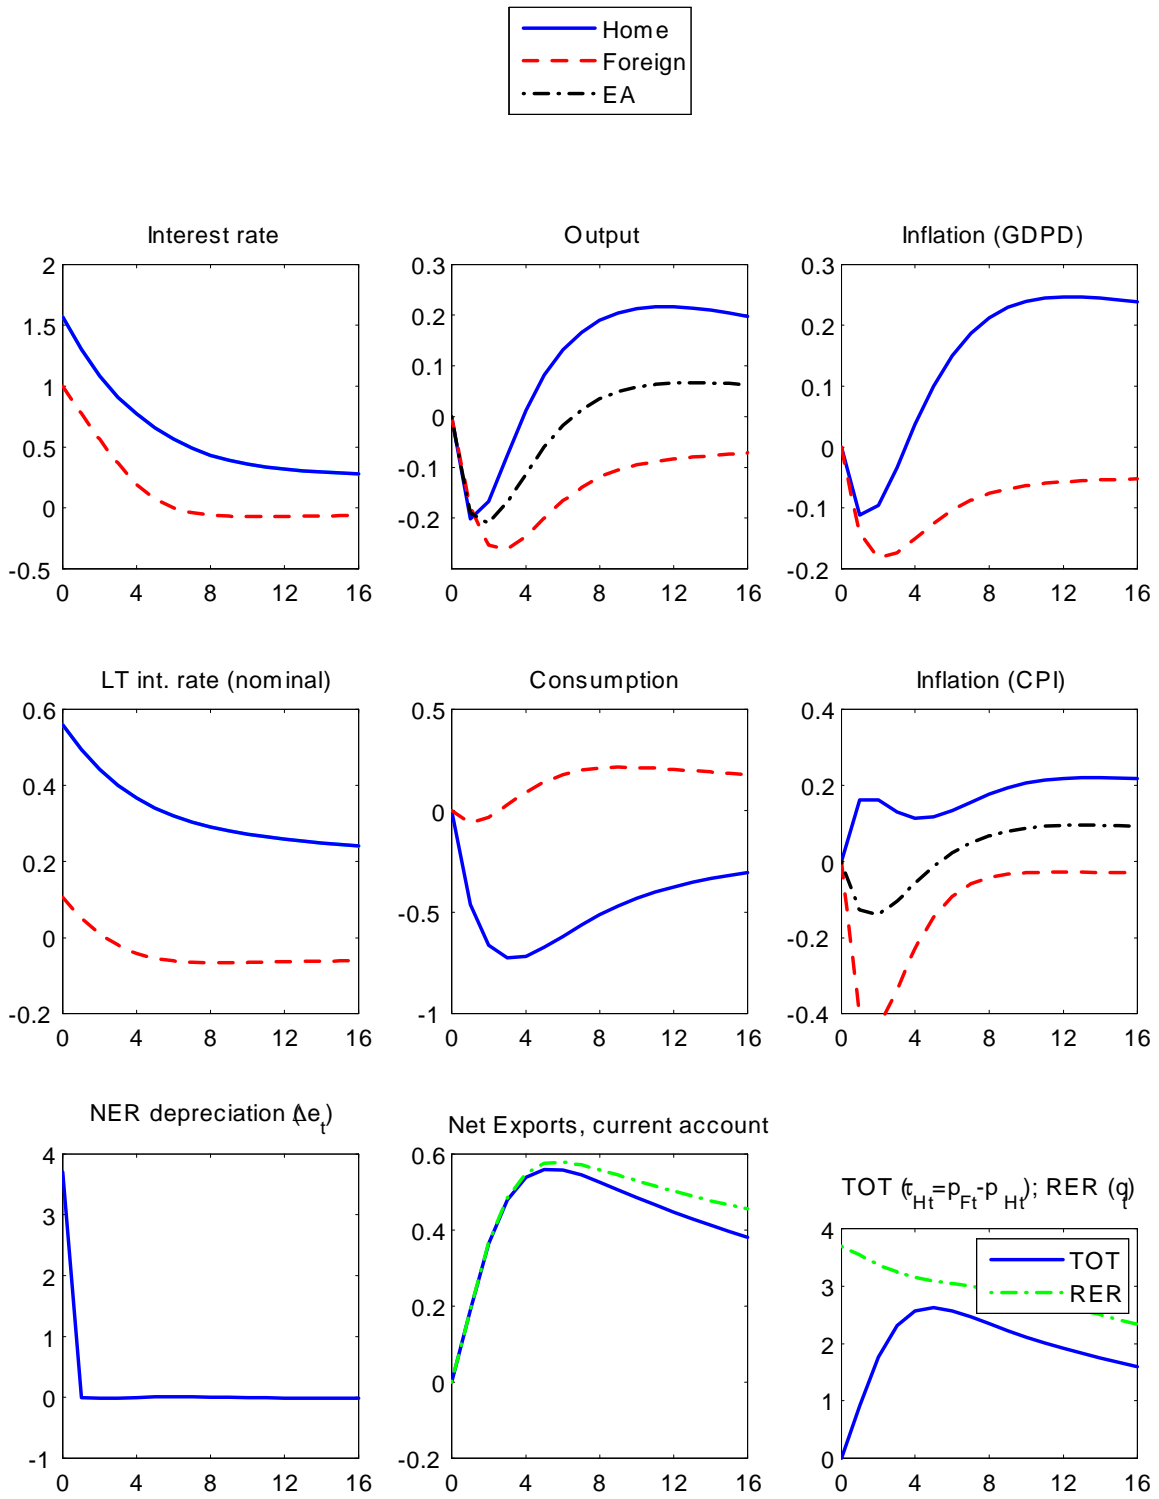 Home
Foreign
EA
Interest rate
2
1.5
1
0.5
0
-0.5
0 4 8 12 16
Output
0.3
0.2
0.1
0
-0.1
-0.2
0 4 8 12 16
Inflation (GDPD)
0.3
0.2
0.1
0
-0.1
-0.2
0 4 8 12 16
LT int. rate (nominal)
0.6
0.4
0.2
0
-0.2
0 4 8 12 16
Consumption
0.5
0
-0.5
-1
0 4 8 12 16
Inflation (CPI)
0.4
0.2
0
-0.2
-0.4
0 4 8 12 16
NER depreciation (Δe_t)
4
3
2
1
0
-1
0 4 8 12 16
Net Exports, current account
0.6
0.4
0.2
0
-0.2
0 4 8 12 16
TOT (τ_Ht=p_Ft-p_Ht); RER (q_t)
4
3
2
1
0
TOT
RER
0 4 8 12 16